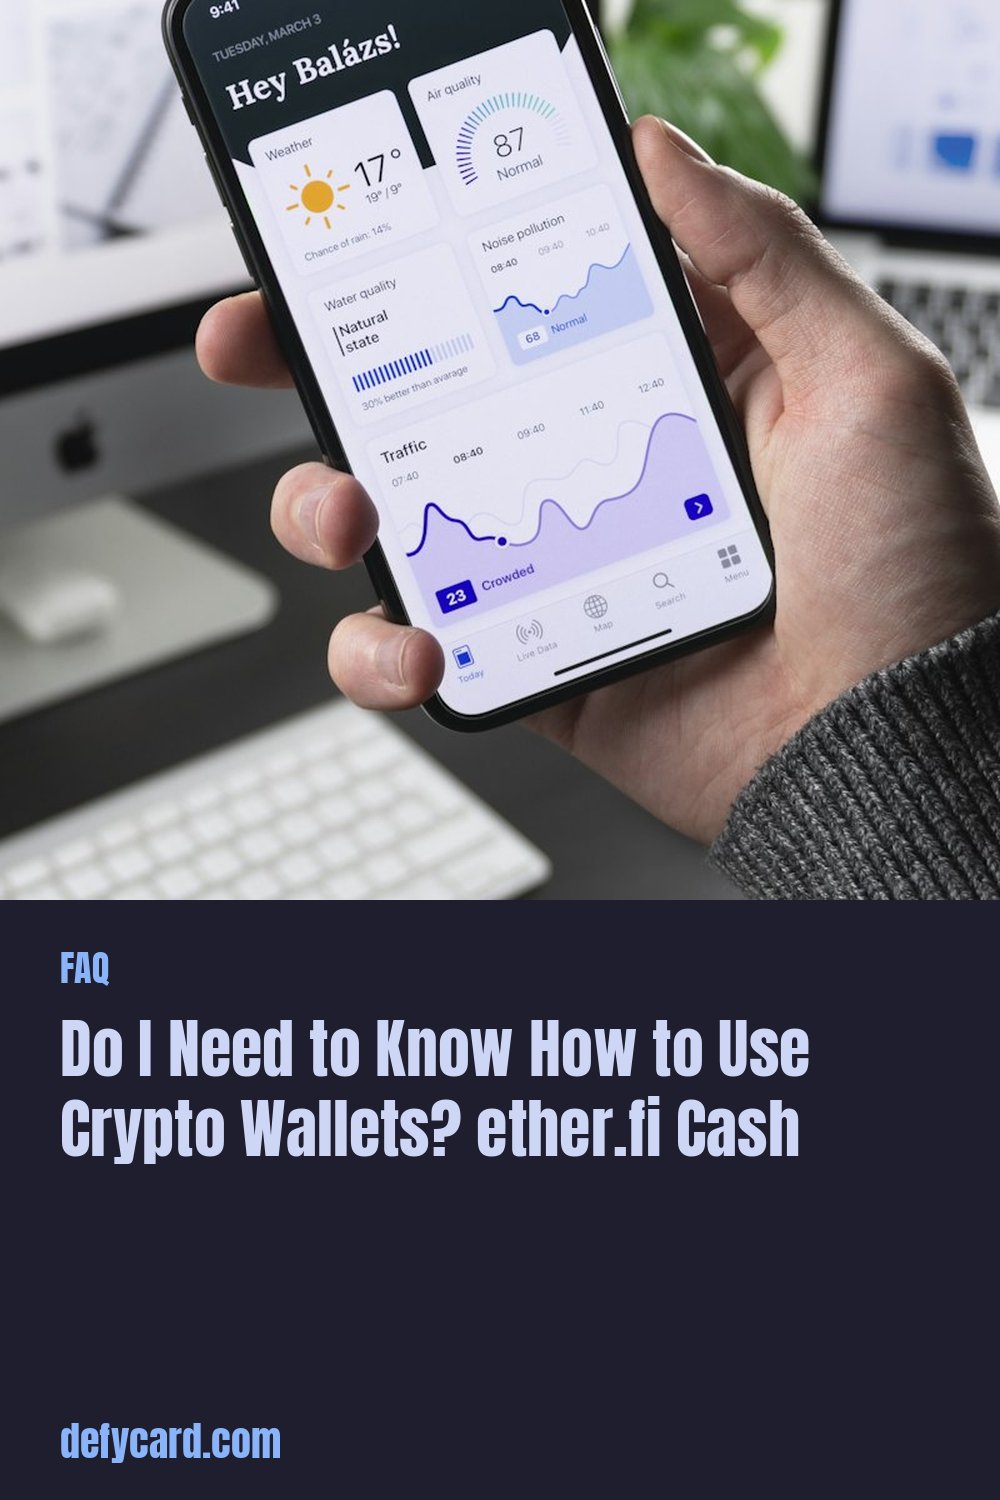 9:41
TUESDAY, MARCH 3
Hey Balázs!
Weather
17°
19° / 9°
Chance of rain: 14%
Air quality
87
Normal
Water quality
Natural
state
30% better than avarage
Noise pollution
08:40 09:40 10:40
68 Normal
Traffic
07:40 08:40 09:40 11:40 12:40
23 Crowded
Today Live Data Map Search Menu
FAQ
Do I Need to Know How to Use
Crypto Wallets? ether.fi Cash
defycard.com